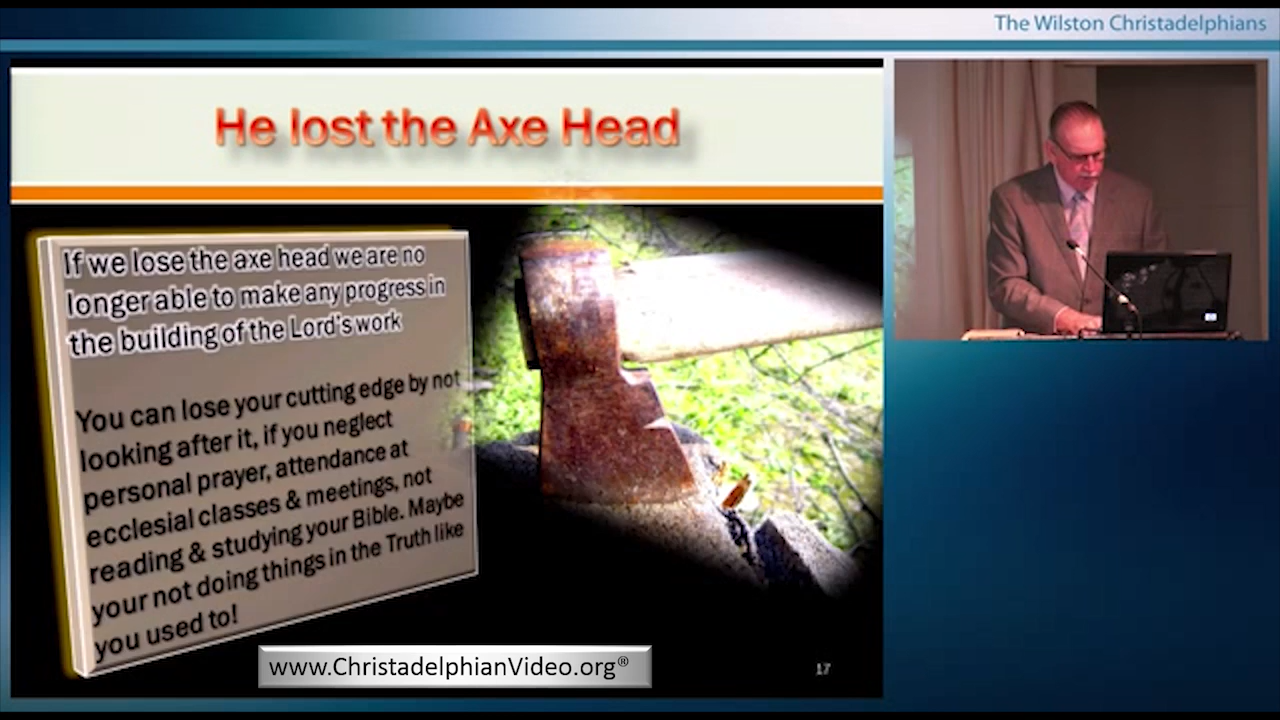 The Wilston Christadelphians
He lost the Axe Head
If we lose the axe head we are no
longer able to make any progress in
the building of the Lord's work
You can lose your cutting edge by not
looking after it, if you neglect
personal prayer, attendance at
ecclesial classes & meetings, not
reading & studying your Bible. Maybe
your not doing things in the Truth like
you used to!
www.ChristadelphianVideo.org®
17